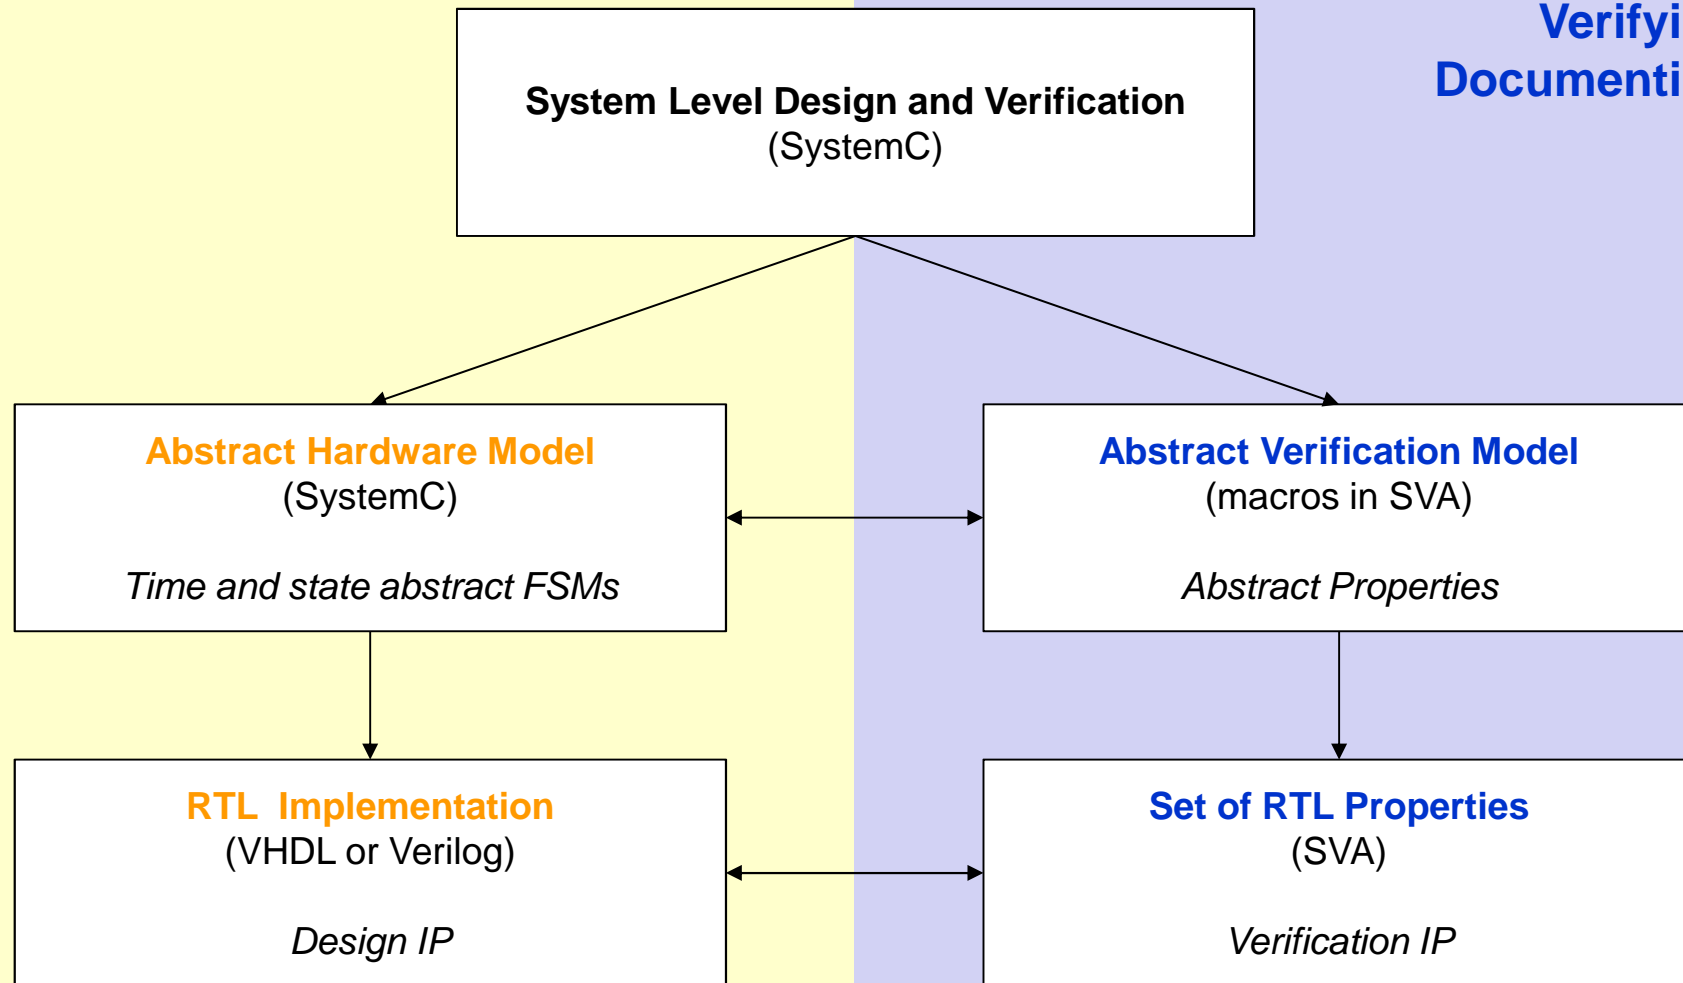 Verifyi
Documenti
System Level Design and Verification
(SystemC)
Abstract Hardware Model
(SystemC)
Time and state abstract FSMs
Abstract Verification Model
(macros in SVA)
Abstract Properties
RTL  Implementation
(VHDL or Verilog)
Design IP
Set of RTL Properties
(SVA)
Verification IP